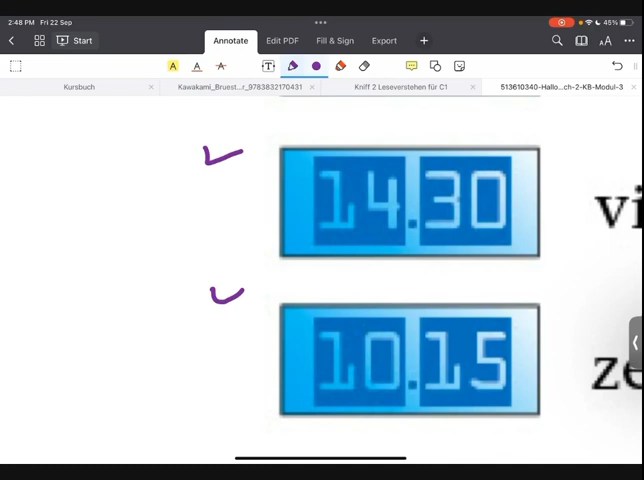 2:48 PM Fri 22 Sep
45%
Start
Annotate
Edit PDF
Fill & Sign
Export
Kursbuch
Kawakami_Bruest...r_9783832170431
Kniff 2 Leseverstehen für C1
513610340-Hallo...ch-2-KB-Modul-3
14.30
vi
10.15
ze